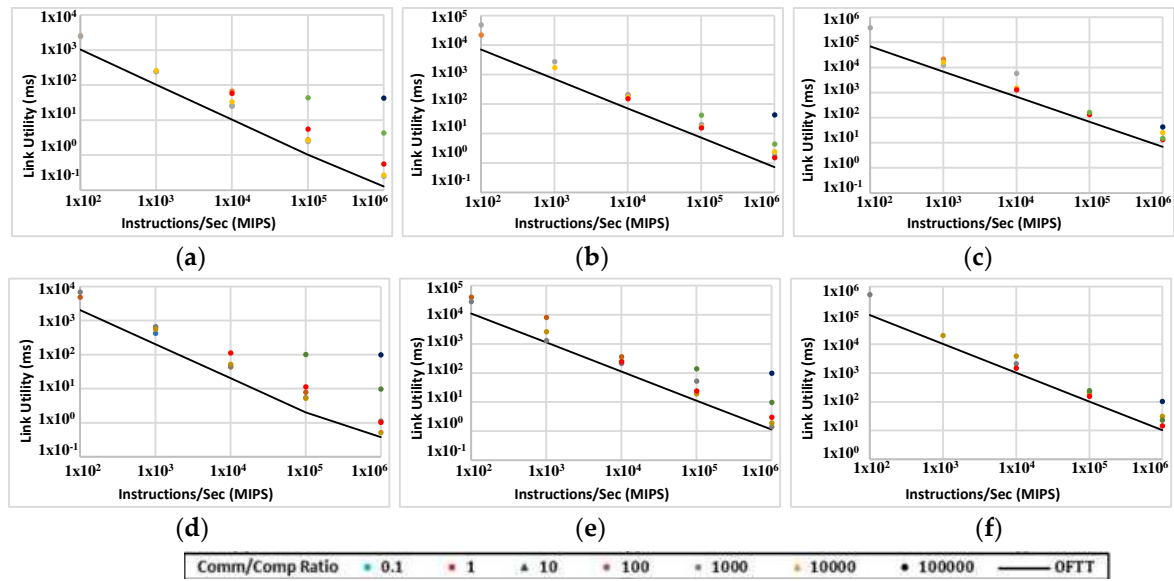 1x10⁴
1x10³
1x10²
1x10¹
1x10⁰
1x10⁻¹
Link Utility (ms)
1x10² 1x10³ 1x10⁴ 1x10⁵ 1x10⁶
Instructions/Sec (MIPS)
(a)
1x10⁵
1x10⁴
1x10³
1x10²
1x10¹
1x10⁰
1x10⁻¹
Link Utility (ms)
1x10² 1x10³ 1x10⁴ 1x10⁵ 1x10⁶
Instructions/Sec (MIPS)
(b)
1x10⁶
1x10⁵
1x10⁴
1x10³
1x10²
1x10¹
1x10⁰
1x10⁻¹
Link Utility (ms)
1x10² 1x10³ 1x10⁴ 1x10⁵ 1x10⁶
Instructions/Sec (MIPS)
(c)
1x10⁴
1x10³
1x10²
1x10¹
1x10⁰
1x10⁻¹
Link Utility (ms)
1x10² 1x10³ 1x10⁴ 1x10⁵ 1x10⁶
Instructions/Sec (MIPS)
(d)
1x10⁵
1x10⁴
1x10³
1x10²
1x10¹
1x10⁰
1x10⁻¹
Link Utility (ms)
1x10² 1x10³ 1x10⁴ 1x10⁵ 1x10⁶
Instructions/Sec (MIPS)
(e)
1x10⁶
1x10⁵
1x10⁴
1x10³
1x10²
1x10¹
1x10⁰
Link Utility (ms)
1x10² 1x10³ 1x10⁴ 1x10⁵ 1x10⁶
Instructions/Sec (MIPS)
(f)
Comm/Comp Ratio 0.1 1 10 100 1000 10000 100000 OFTT